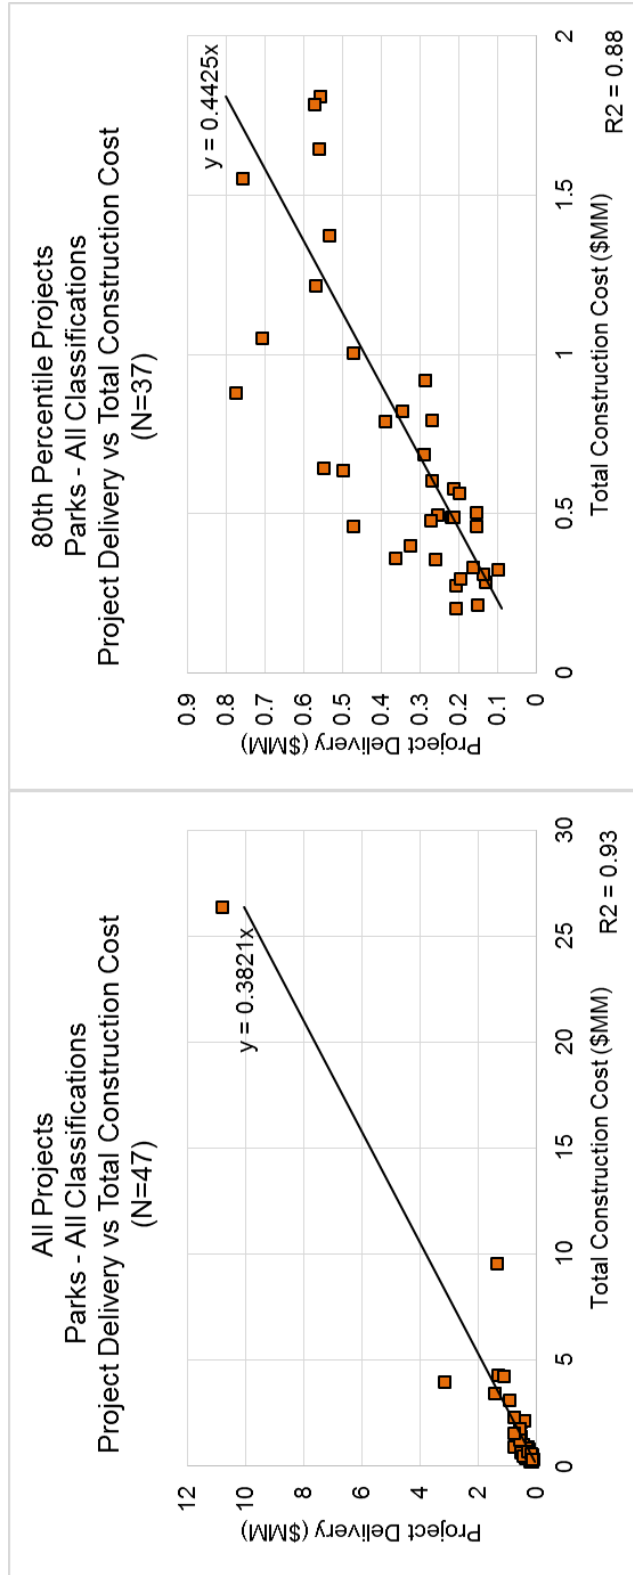 All Projects
Parks - All Classifications
Project Delivery vs Total Construction Cost
(N=47)
Project Delivery ($MM)
12
10
8
6
4
2
0
y = 0.3821x
0
5
10
15
20
25
30
Total Construction Cost ($MM)
R2 = 0.93
80th Percentile Projects
Parks - All Classifications
Project Delivery vs Total Construction Cost
(N=37)
Project Delivery ($MM)
0.9
0.8
0.7
0.6
0.5
0.4
0.3
0.2
0.1
0
y = 0.4425x
0
0.5
1
1.5
2
Total Construction Cost ($MM)
R2 = 0.88